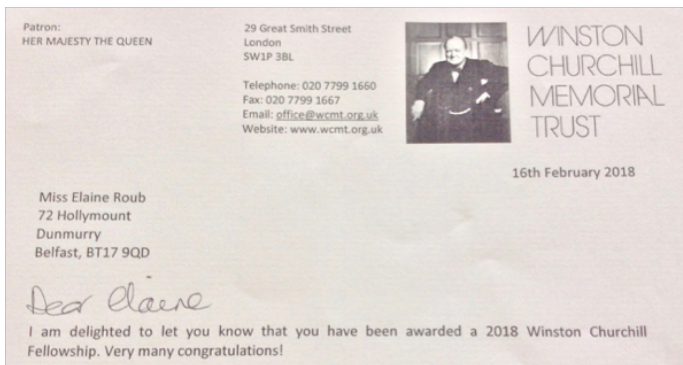 Patron:
HER MAJESTY THE QUEEN
29 Great Smith Street
London
SW1P 3BL
Telephone: 020 7799 1660
Fax: 020 7799 1667
Email: office@wcmt.org.uk
Website: www.wcmt.org.uk
WINSTON
CHURCHILL
MEMORIAL
TRUST
16th February 2018
Miss Elaine Roub
72 Hollymount
Dunmurry
Belfast, BT17 9QD
Dear Elaine
I am delighted to let you know that you have been awarded a 2018 Winston Churchill
Fellowship. Very many congratulations!